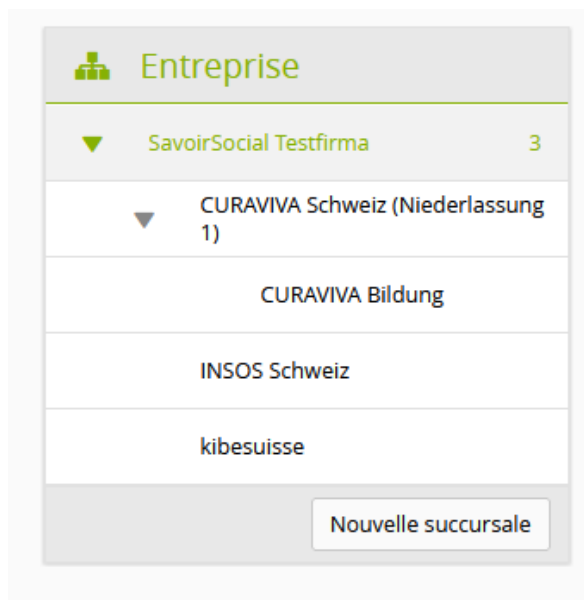 Entreprise
SavoirSocial Testfirma 3
CURAVIVA Schweiz (Niederlassung
1)
CURAVIVA Bildung
INSOS Schweiz
kibesuisse
Nouvelle succursale